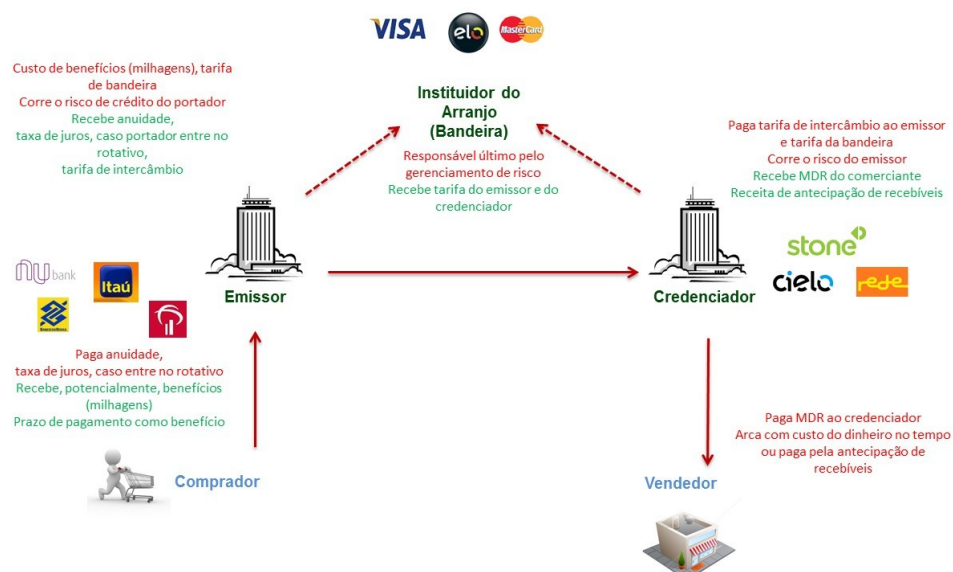 VISA
elo
MasterCard
Custo de benefícios (milhagens), tarifa
de bandeira
Corre o risco de crédito do portador
Recebe anuidade,
taxa de juros, caso portador entre no
rotativo,
tarifa de intercâmbio
Instituidor do
Arranjo
(Bandeira)
Responsável último pelo
gerenciamento de risco
Recebe tarifa do emissor e do
credenciador
Paga tarifa de intercâmbio ao emissor
e tarifa da bandeira
Corre o risco do emissor
Recebe MDR do comerciante
Receita de antecipação de recebíveis
nu bank
Itaú
Emissor
Credenciador
stone
cielo
rede
Paga anuidade,
taxa de juros, caso entre no rotativo
Recebe, potencialmente, benefícios
(milhagens)
Prazo de pagamento como benefício
Comprador
Paga MDR ao credenciador
Arca com custo do dinheiro no tempo
ou paga pela antecipação de
recebíveis
Vendedor